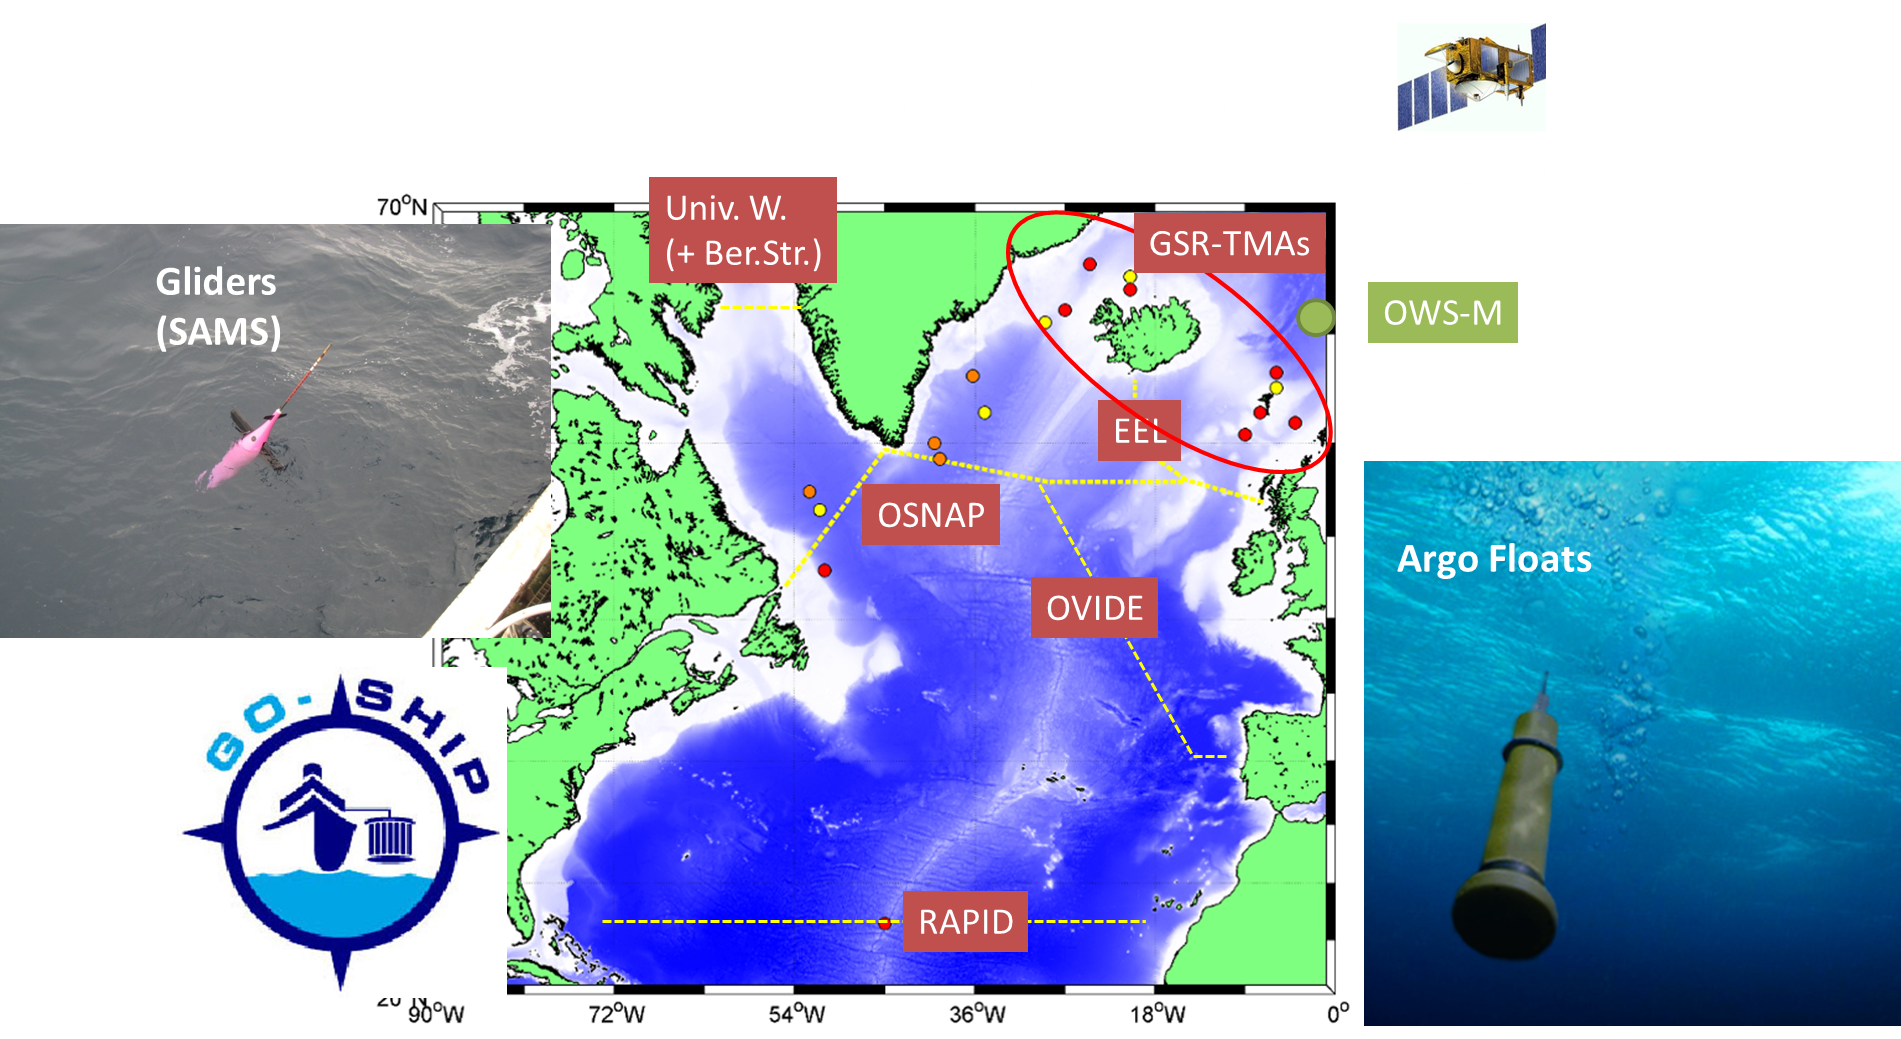 70°N
Univ. W.
(+ Ber.Str.)
GSR-TMAs
Gliders
(SAMS)
OWS-M
EEL
OSNAP
Argo Floats
OVIDE
GO-SHIP
RAPID
20°N
90°W
72°W
54°W
36°W
18°W
0°